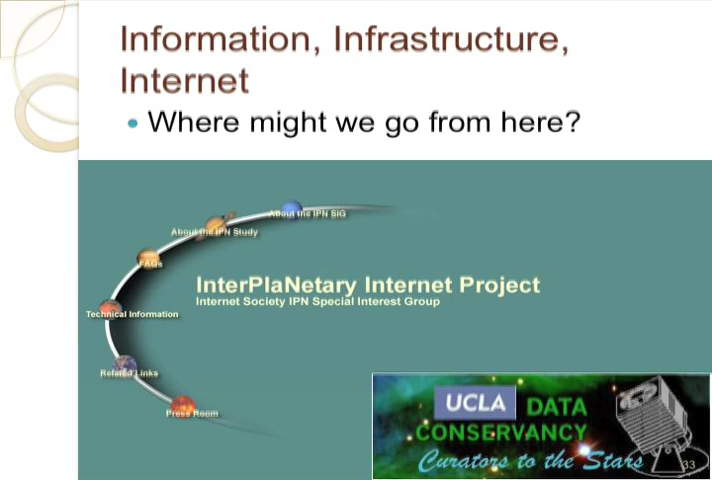 Information, Infrastructure,
Internet
• Where might we go from here?
About the IPN SIG
About the IPN Study
FAQs
InterPlaNetary Internet Project
Internet Society IPN Special Interest Group
Technical Information
Related Links
Press Room
UCLA DATA
CONSERVANCY
Curators to the Stars
33